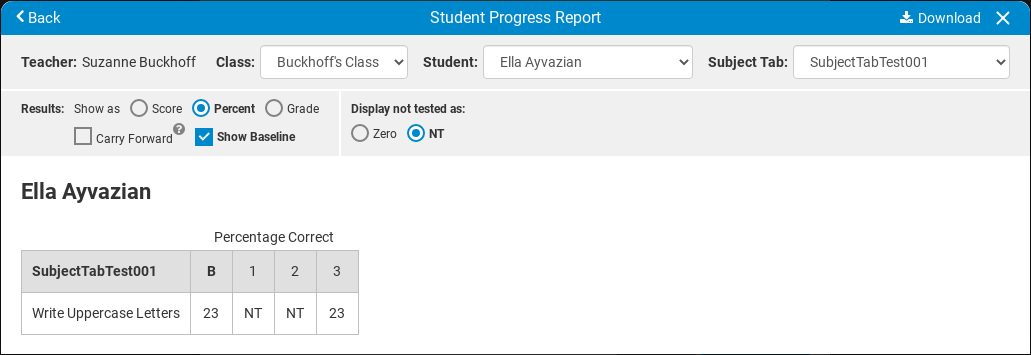 Back Student Progress Report Download
Teacher: Suzanne Buckhoff Class: Buckhoff's Class Student: Ella Ayvazian Subject Tab: SubjectTabTest001
Results: Show as Score Percent Grade Display not tested as:
Carry Forward ? Show Baseline Zero NT
Ella Ayvazian
Percentage Correct
SubjectTabTest001 B 1 2 3
Write Uppercase Letters 23 NT NT 23